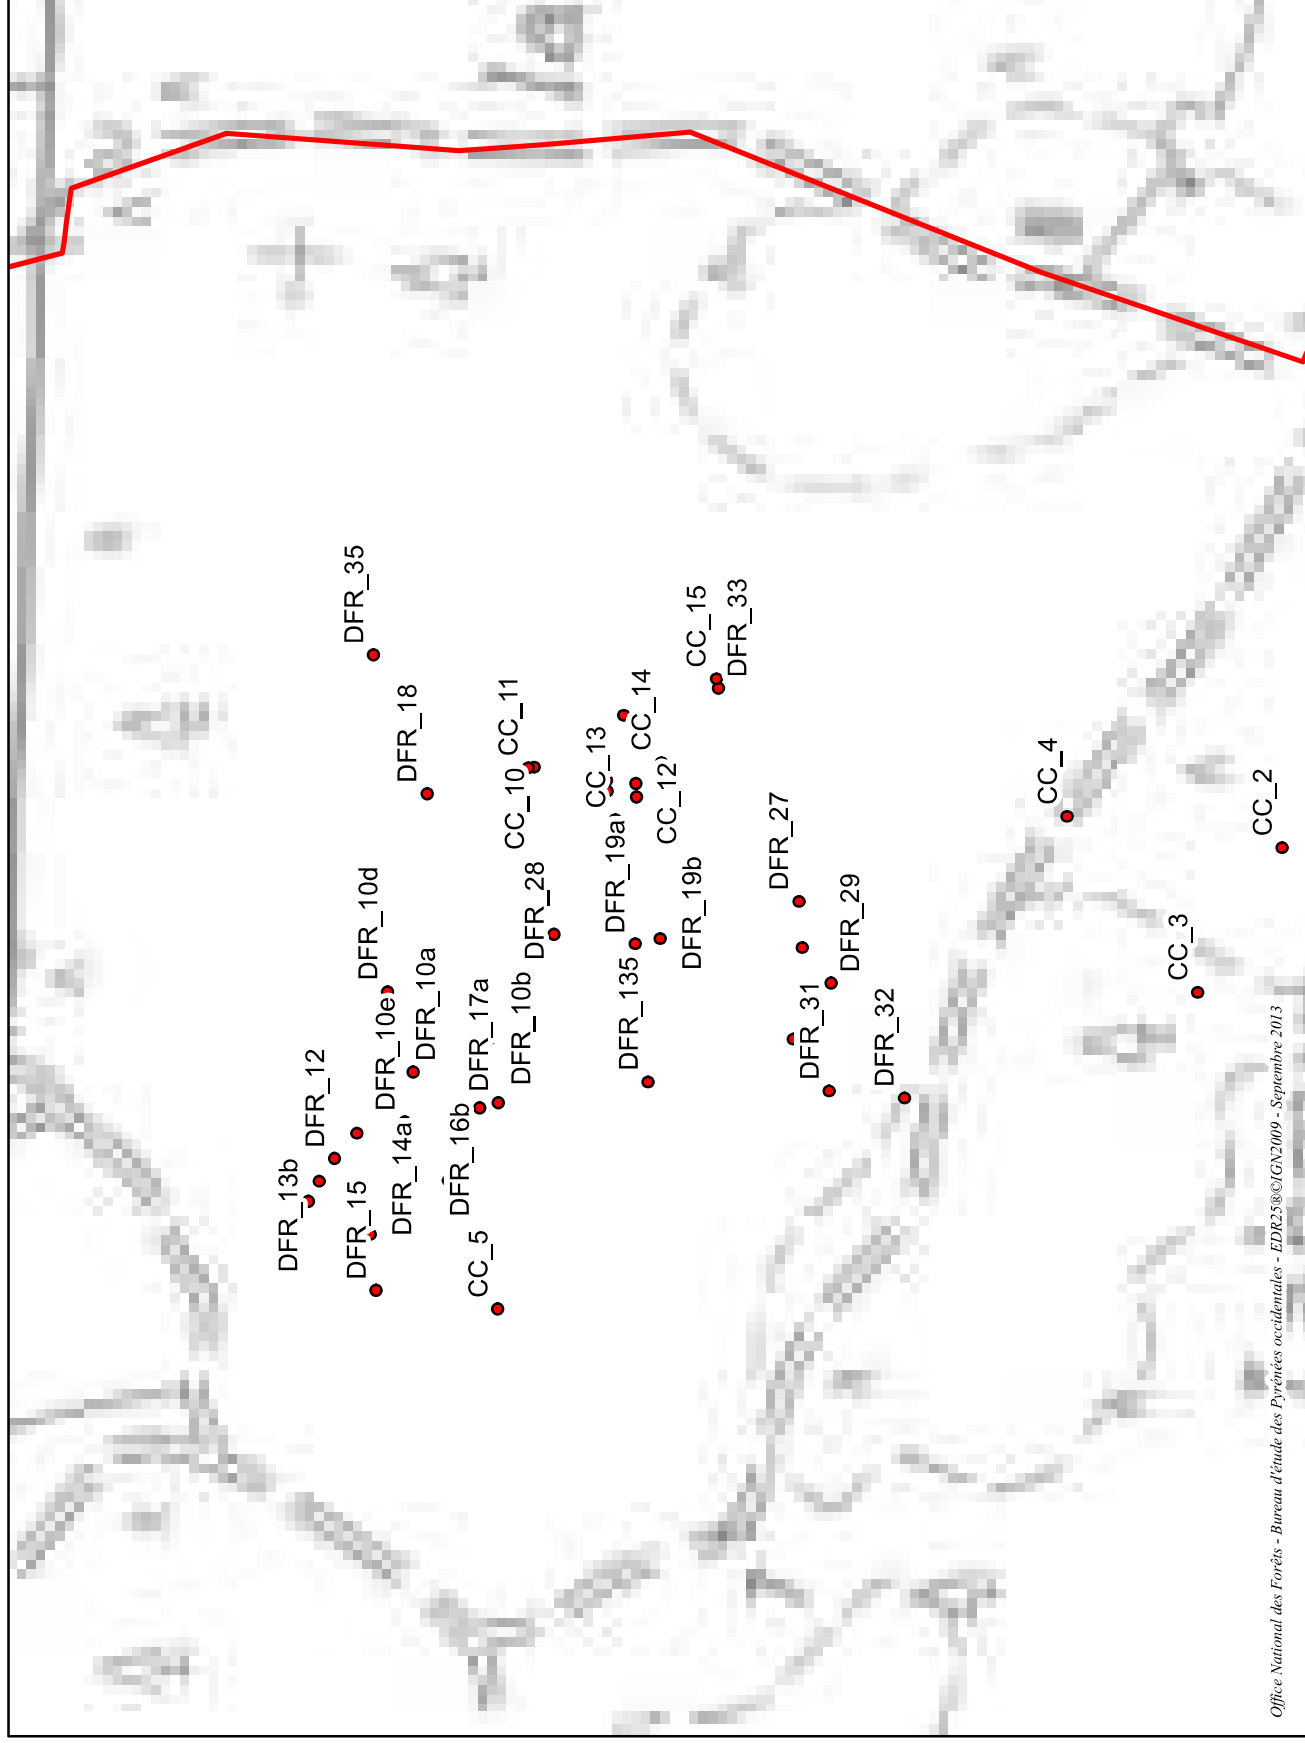 DFR_35
DFR_18
CC_11
CC_10
CC_13
CC_14
CC_15
DFR_33
CC_12
DFR_10d
DFR_10a
DFR_10e
DFR_28
DFR_19a
DFR_19b
DFR_27
DFR_29
CC_4
CC_2
CC_3
DFR_12
DFR_13b
DFR_15
DFR_14a
DFR_17a
DFR_10b
DFR_16b
CC_5
DFR_135
DFR_31
DFR_32
Office National des Forêts - Bureau d'étude des Pyrénées occidentales - EDR25®©IGN2009 - Septembre 2013